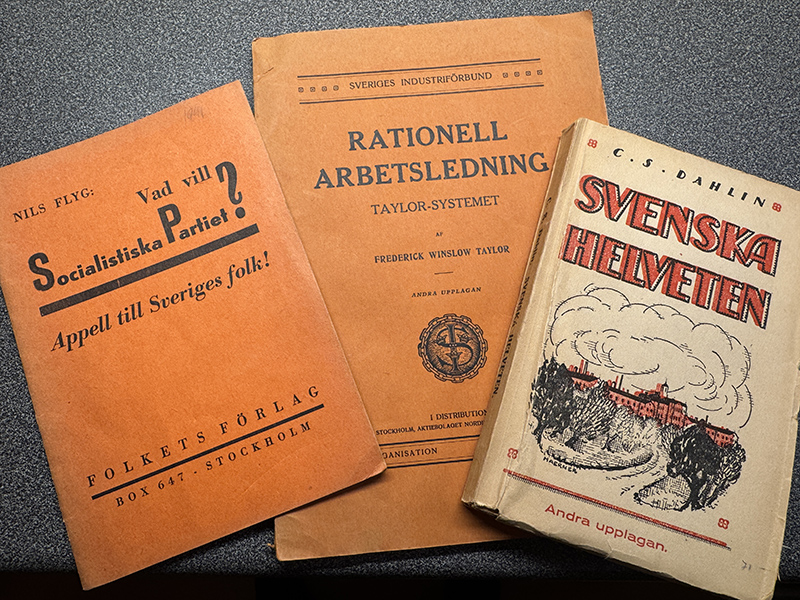 NILS FLYG:
Vad vill
Socialistiska Partiet?
Appell till Sveriges folk!
FOLKETS FÖRLAG
BOX 647 - STOCKHOLM
SVERIGES INDUSTRIFÖRBUND
RATIONELL
ARBETSLEDNING
TAYLOR-SYSTEMET
AF
FREDERICK WINSLOW TAYLOR
ANDRA UPPLAGAN
I DISTRIBUTION
STOCKHOLM, AKTIEBOLAGET NORD
C. S. DAHLIN
SVENSKA
HELVETEN
Andra upplagan.